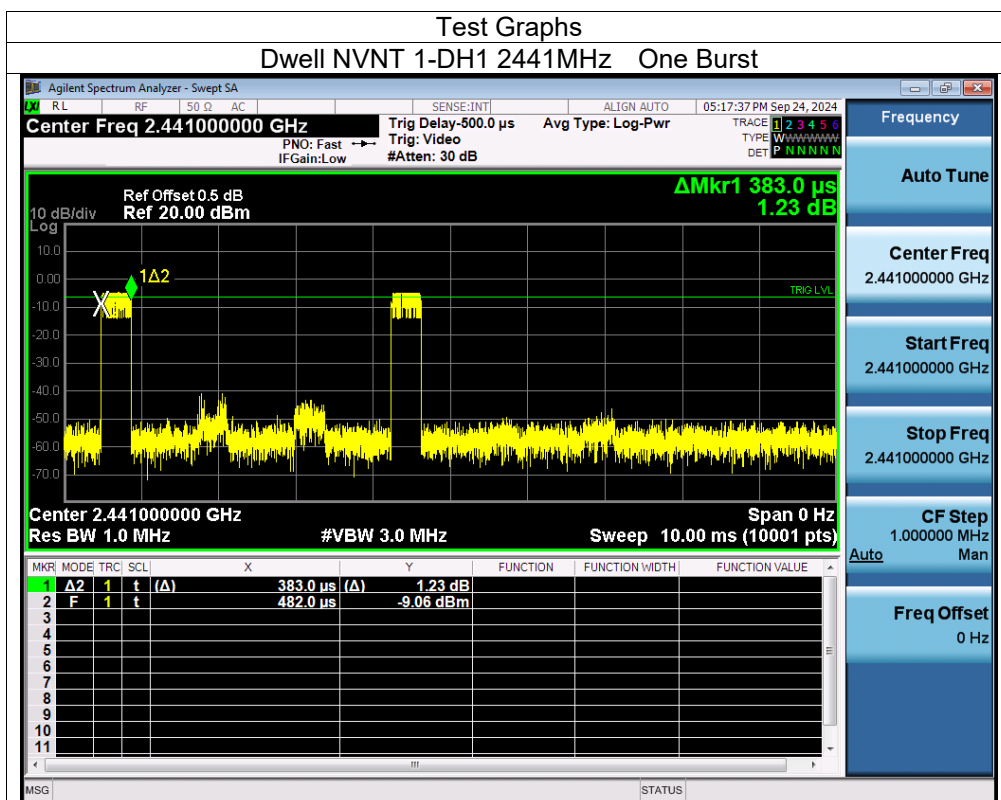 Test Graphs
Dwell NVNT 1-DH1 2441MHz One Burst
Agilent Spectrum Analyzer - Swept SA
LXI RL RF 50 Ω AC SENSE:INT ALIGN AUTO 05:17:37 PM Sep 24, 2024
Center Freq 2.441000000 GHz Trig Delay-500.0 µs Avg Type: Log-Pwr TRACE 1 2 3 4 5 6
PNO: Fast Trig: Video TYPE WWWWWW
IFGain:Low #Atten: 30 dB DET P N N N N N
ΔMkr1 383.0 µs
1.23 dB
Ref Offset 0.5 dB
10 dB/div Ref 20.00 dBm
Log
10.0
0.00
-10.0
-20.0
-30.0
-40.0
-50.0
-60.0
-70.0
1Δ2
TRIG LVL
Center 2.441000000 GHz Span 0 Hz
Res BW 1.0 MHz #VBW 3.0 MHz Sweep 10.00 ms (10001 pts)
MKR MODE TRC SCL X Y FUNCTION FUNCTION WIDTH FUNCTION VALUE
1 Δ2 1 t (Δ) 383.0 µs (Δ) 1.23 dB
2 F 1 t 482.0 µs -9.06 dBm
3
4
5
6
7
8
9
10
11
MSG STATUS
Frequency
Auto Tune
Center Freq
2.441000000 GHz
Start Freq
2.441000000 GHz
Stop Freq
2.441000000 GHz
CF Step
1.000000 MHz
Auto Man
Freq Offset
0 Hz